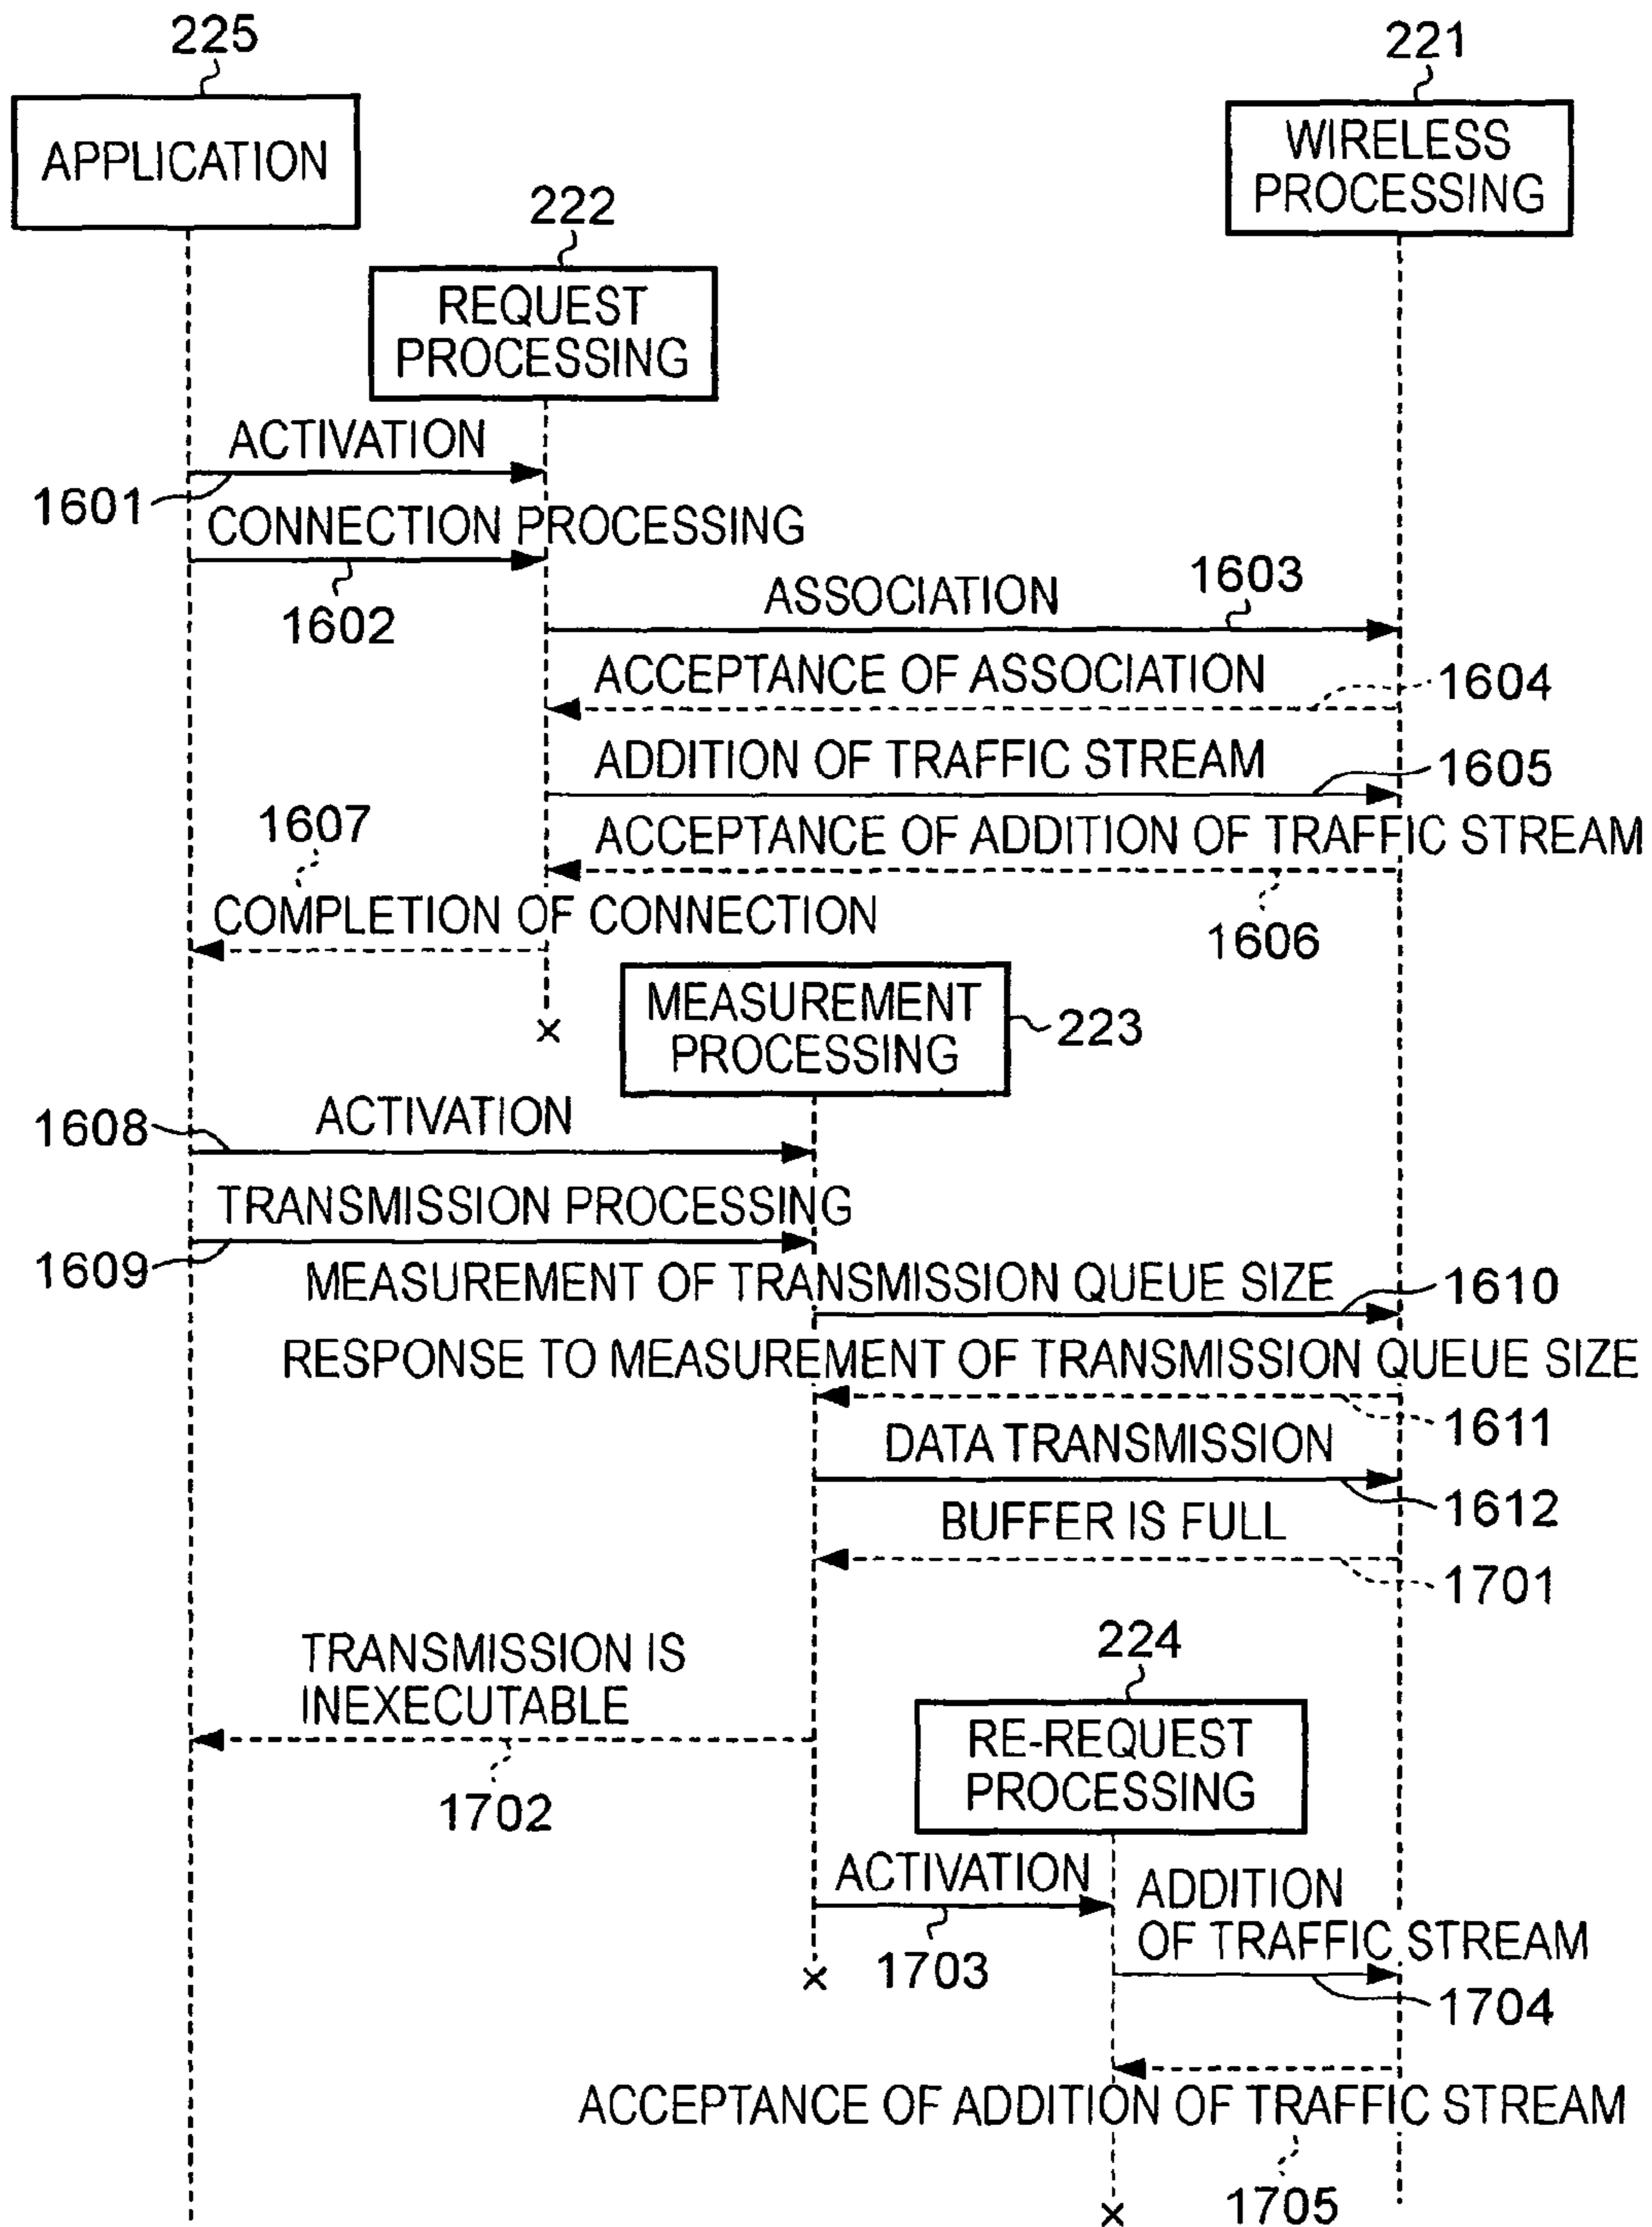 225
221
APPLICATION
WIRELESS
PROCESSING
222
REQUEST
PROCESSING
ACTIVATION
1601
CONNECTION PROCESSING
1602
ASSOCIATION
1603
ACCEPTANCE OF ASSOCIATION
1604
ADDITION OF TRAFFIC STREAM
1605
1607
ACCEPTANCE OF ADDITION OF TRAFFIC STREAM
1606
COMPLETION OF CONNECTION
MEASUREMENT
PROCESSING
223
×
ACTIVATION
1608
TRANSMISSION PROCESSING
1609
MEASUREMENT OF TRANSMISSION QUEUE SIZE
1610
RESPONSE TO MEASUREMENT OF TRANSMISSION QUEUE SIZE
1611
DATA TRANSMISSION
1612
BUFFER IS FULL
1701
224
TRANSMISSION IS
INEXECUTABLE
1702
RE-REQUEST
PROCESSING
ACTIVATION
1703
ADDITION
OF TRAFFIC STREAM
×
1704
ACCEPTANCE OF ADDITION OF TRAFFIC STREAM
1705
×